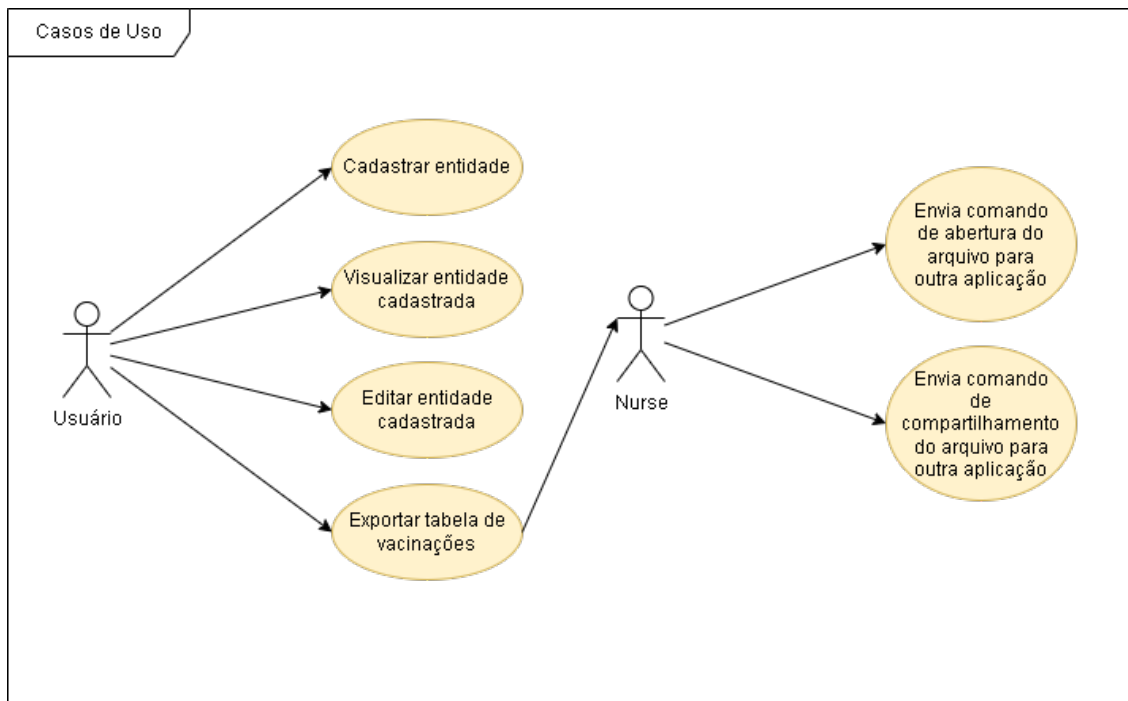 Casos de Uso
Cadastrar entidade
Visualizar entidade
cadastrada
Editar entidade
cadastrada
Exportar tabela de
vacinações
Usuário
Nurse
Envia comando
de abertura do
arquivo para
outra aplicação
Envia comando
de
compartilhamento
do arquivo para
outra aplicação